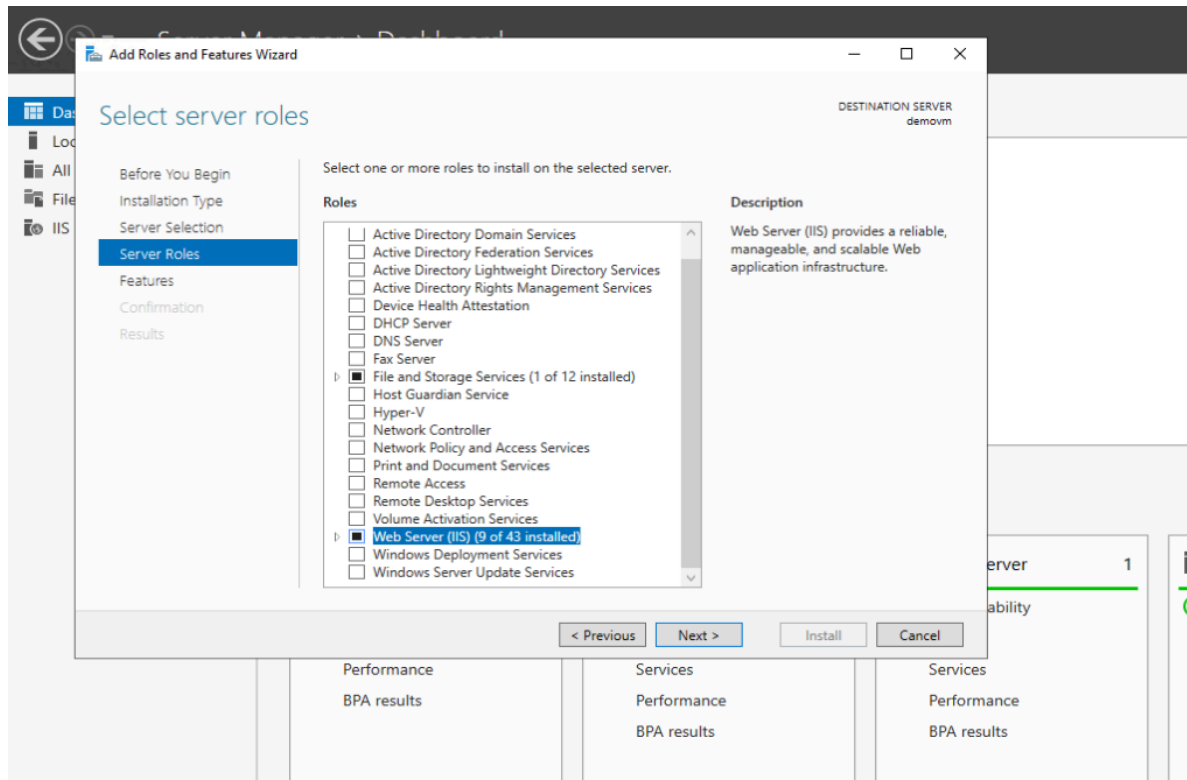 Add Roles and Features Wizard
Select server roles
DESTINATION SERVER
demovm
Das
Loc
All
File
IIS
Before You Begin
Installation Type
Server Selection
Server Roles
Features
Confirmation
Results
Select one or more roles to install on the selected server.
Roles
Active Directory Domain Services
Active Directory Federation Services
Active Directory Lightweight Directory Services
Active Directory Rights Management Services
Device Health Attestation
DHCP Server
DNS Server
Fax Server
File and Storage Services (1 of 12 installed)
Host Guardian Service
Hyper-V
Network Controller
Network Policy and Access Services
Print and Document Services
Remote Access
Remote Desktop Services
Volume Activation Services
Web Server (IIS) (9 of 43 installed)
Windows Deployment Services
Windows Server Update Services
Description
Web Server (IIS) provides a reliable,
manageable, and scalable Web
application infrastructure.
< Previous
Next >
Install
Cancel
erver 1
ability
Performance
BPA results
Services
Performance
BPA results
Services
Performance
BPA results